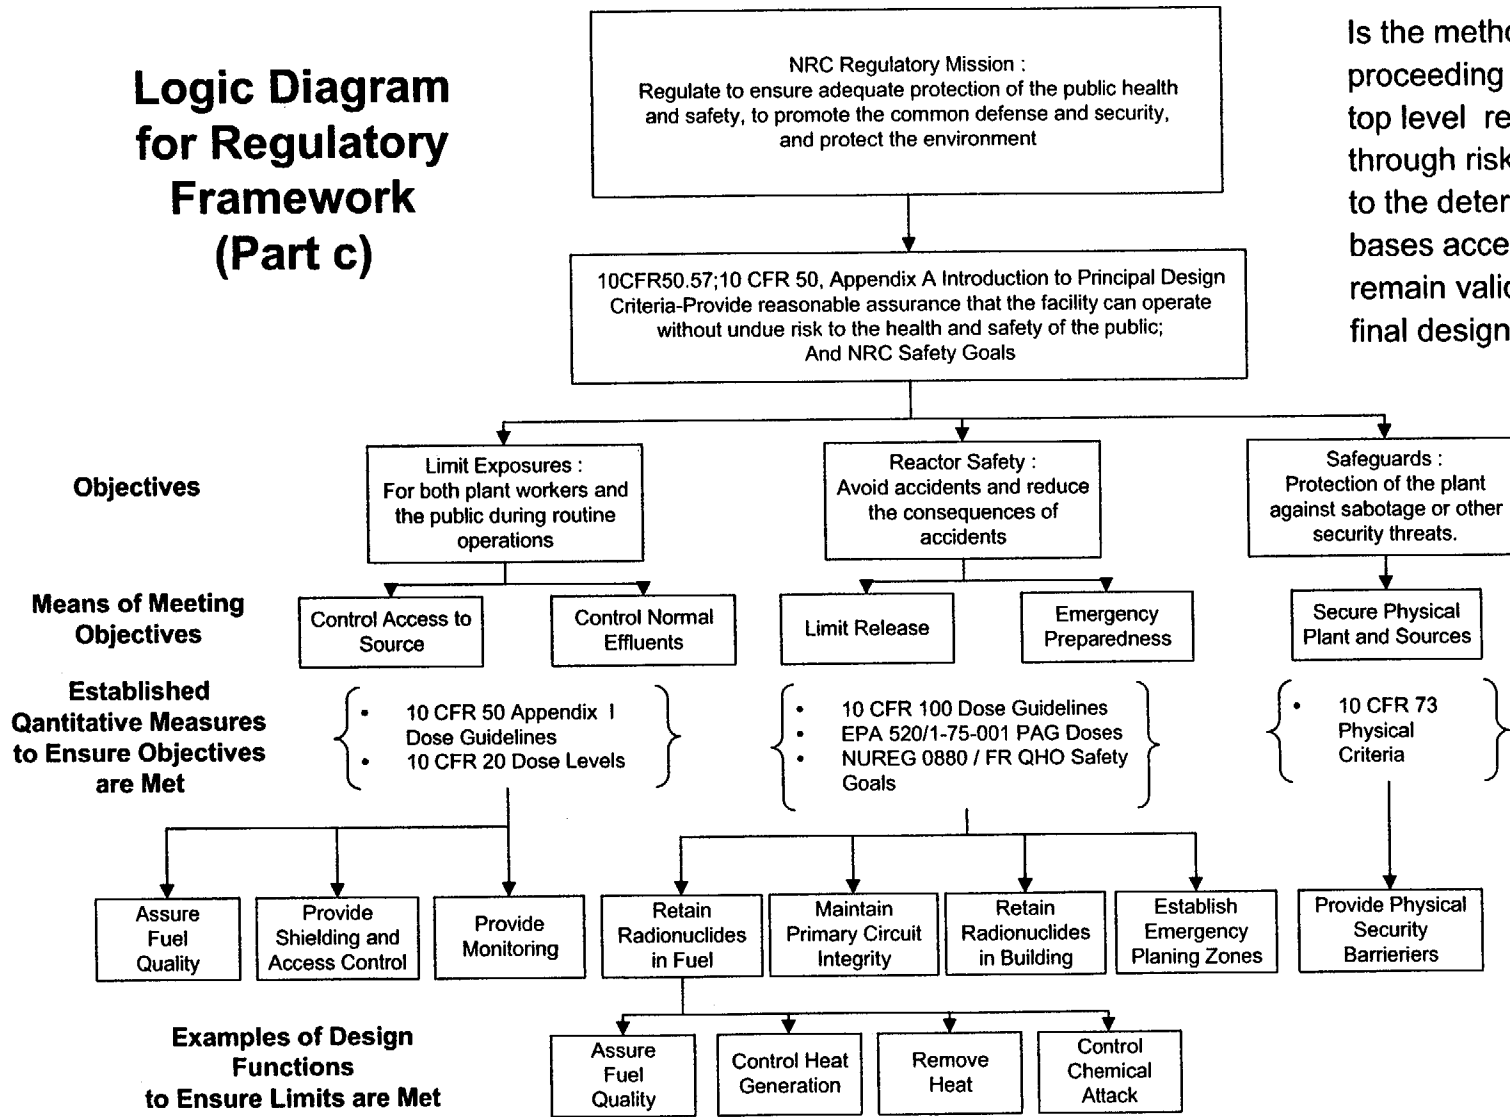 Logic Diagram
for Regulatory
Framework
(Part c)
NRC Regulatory Mission :
Regulate to ensure adequate protection of the public health
and safety, to promote the common defense and security,
and protect the environment
Is the metho
proceeding
top level re
through risk
to the deter
bases acce
remain valid
final design
10CFR50.57;10 CFR 50, Appendix A Introduction to Principal Design
Criteria-Provide reasonable assurance that the facility can operate
without undue risk to the health and safety of the public;
And NRC Safety Goals
Objectives
Limit Exposures :
For both plant workers and
the public during routine
operations
Reactor Safety :
Avoid accidents and reduce
the consequences of
accidents
Safeguards :
Protection of the plant
against sabotage or other
security threats.
Means of Meeting
Objectives
Control Access to
Source
Control Normal
Effluents
Limit Release
Emergency
Preparedness
Secure Physical
Plant and Sources
Established
Qantitative Measures
to Ensure Objectives
are Met
• 10 CFR 50 Appendix I
Dose Guidelines
• 10 CFR 20 Dose Levels
• 10 CFR 100 Dose Guidelines
• EPA 520/1-75-001 PAG Doses
• NUREG 0880 / FR QHO Safety
Goals
• 10 CFR 73
Physical
Criteria
Assure
Fuel
Quality
Provide
Shielding and
Access Control
Provide
Monitoring
Retain
Radionuclides
in Fuel
Maintain
Primary Circuit
Integrity
Retain
Radionuclides
in Building
Establish
Emergency
Planing Zones
Provide Physical
Security
Barrieriers
Examples of Design
Functions
to Ensure Limits are Met
Assure
Fuel
Quality
Control Heat
Generation
Remove
Heat
Control
Chemical
Attack